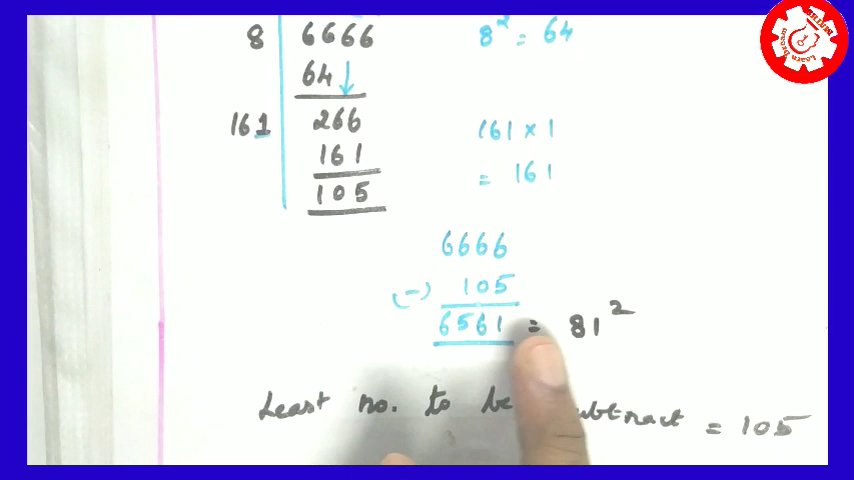 8 6666 8² = 64
64
161 266 161 × 1
161 = 161
105
6666
(-) 105
6561 = 81²
Least no. to be subtract = 105